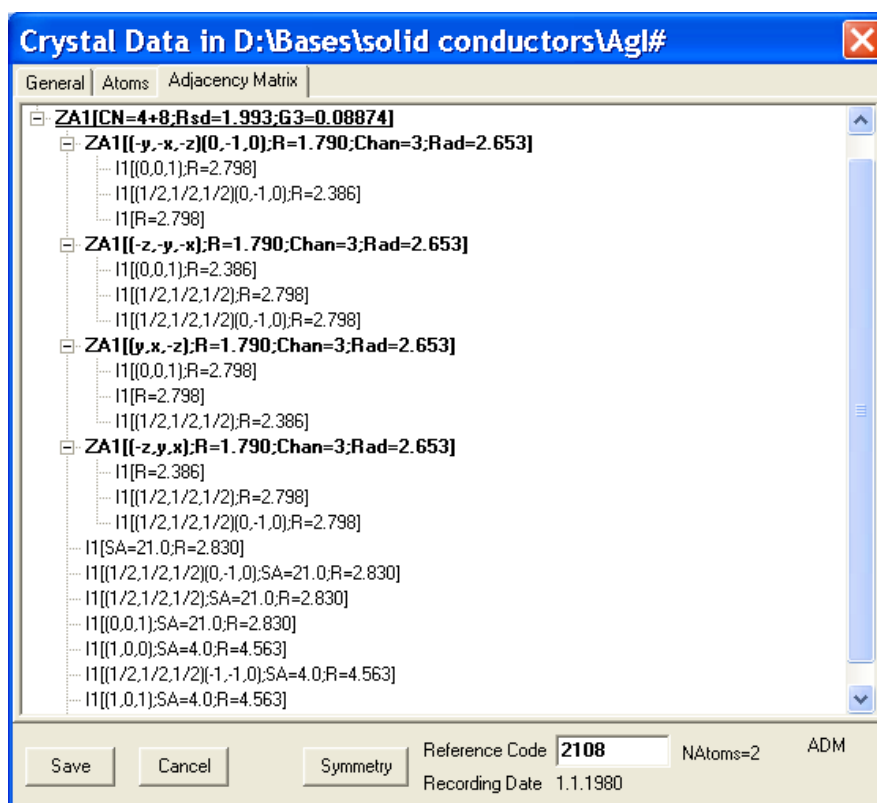 Crystal Data in D:\Bases\solid conductors\AgI#
General Atoms Adjacency Matrix
ZA1[CN=4+8;Rsd=1.993;G3=0.08874]
ZA1[(-y,-x,-z)(0,-1,0);R=1.790;Chan=3;Rad=2.653]
I1[(0,0,1);R=2.798]
I1[(1/2,1/2,1/2)(0,-1,0);R=2.386]
I1[R=2.798]
ZA1[(-z,-y,-x);R=1.790;Chan=3;Rad=2.653]
I1[(0,0,1);R=2.386]
I1[(1/2,1/2,1/2);R=2.798]
I1[(1/2,1/2,1/2)(0,-1,0);R=2.798]
ZA1[(y,x,-z);R=1.790;Chan=3;Rad=2.653]
I1[(0,0,1);R=2.798]
I1[R=2.798]
I1[(1/2,1/2,1/2);R=2.386]
ZA1[(-z,y,x);R=1.790;Chan=3;Rad=2.653]
I1[R=2.386]
I1[(1/2,1/2,1/2);R=2.798]
I1[(1/2,1/2,1/2)(0,-1,0);R=2.798]
I1[SA=21.0;R=2.830]
I1[(1/2,1/2,1/2)(0,-1,0);SA=21.0;R=2.830]
I1[(1/2,1/2,1/2);SA=21.0;R=2.830]
I1[(0,0,1);SA=21.0;R=2.830]
I1[(1,0,0);SA=4.0;R=4.563]
I1[(1/2,1/2,1/2)(-1,-1,0);SA=4.0;R=4.563]
I1[(1,0,1);SA=4.0;R=4.563]
Save Cancel Symmetry Reference Code 2108 NAtoms=2 ADM
Recording Date 1.1.1980